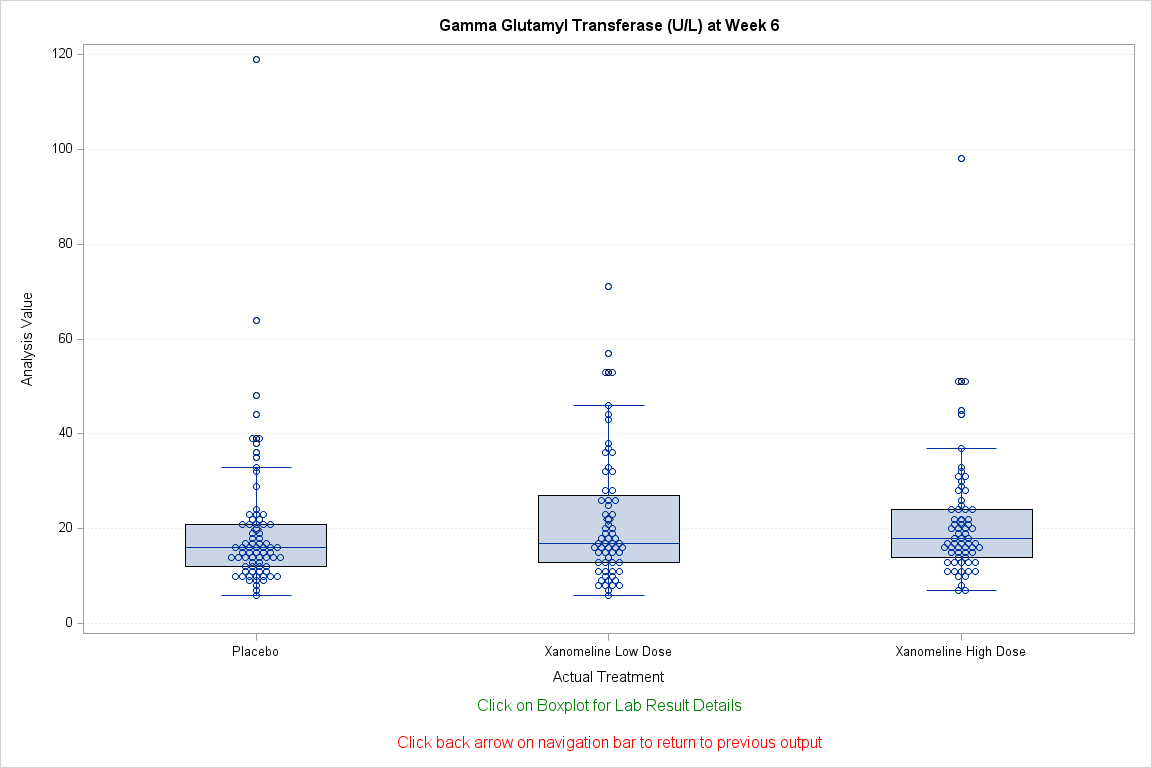 Gamma Glutamyl Transferase (U/L) at Week 6
120
100
80
60
40
20
0
Analysis Value
Placebo
Xanomeline Low Dose
Xanomeline High Dose
Actual Treatment
Click on Boxplot for Lab Result Details
Click back arrow on navigation bar to return to previous output